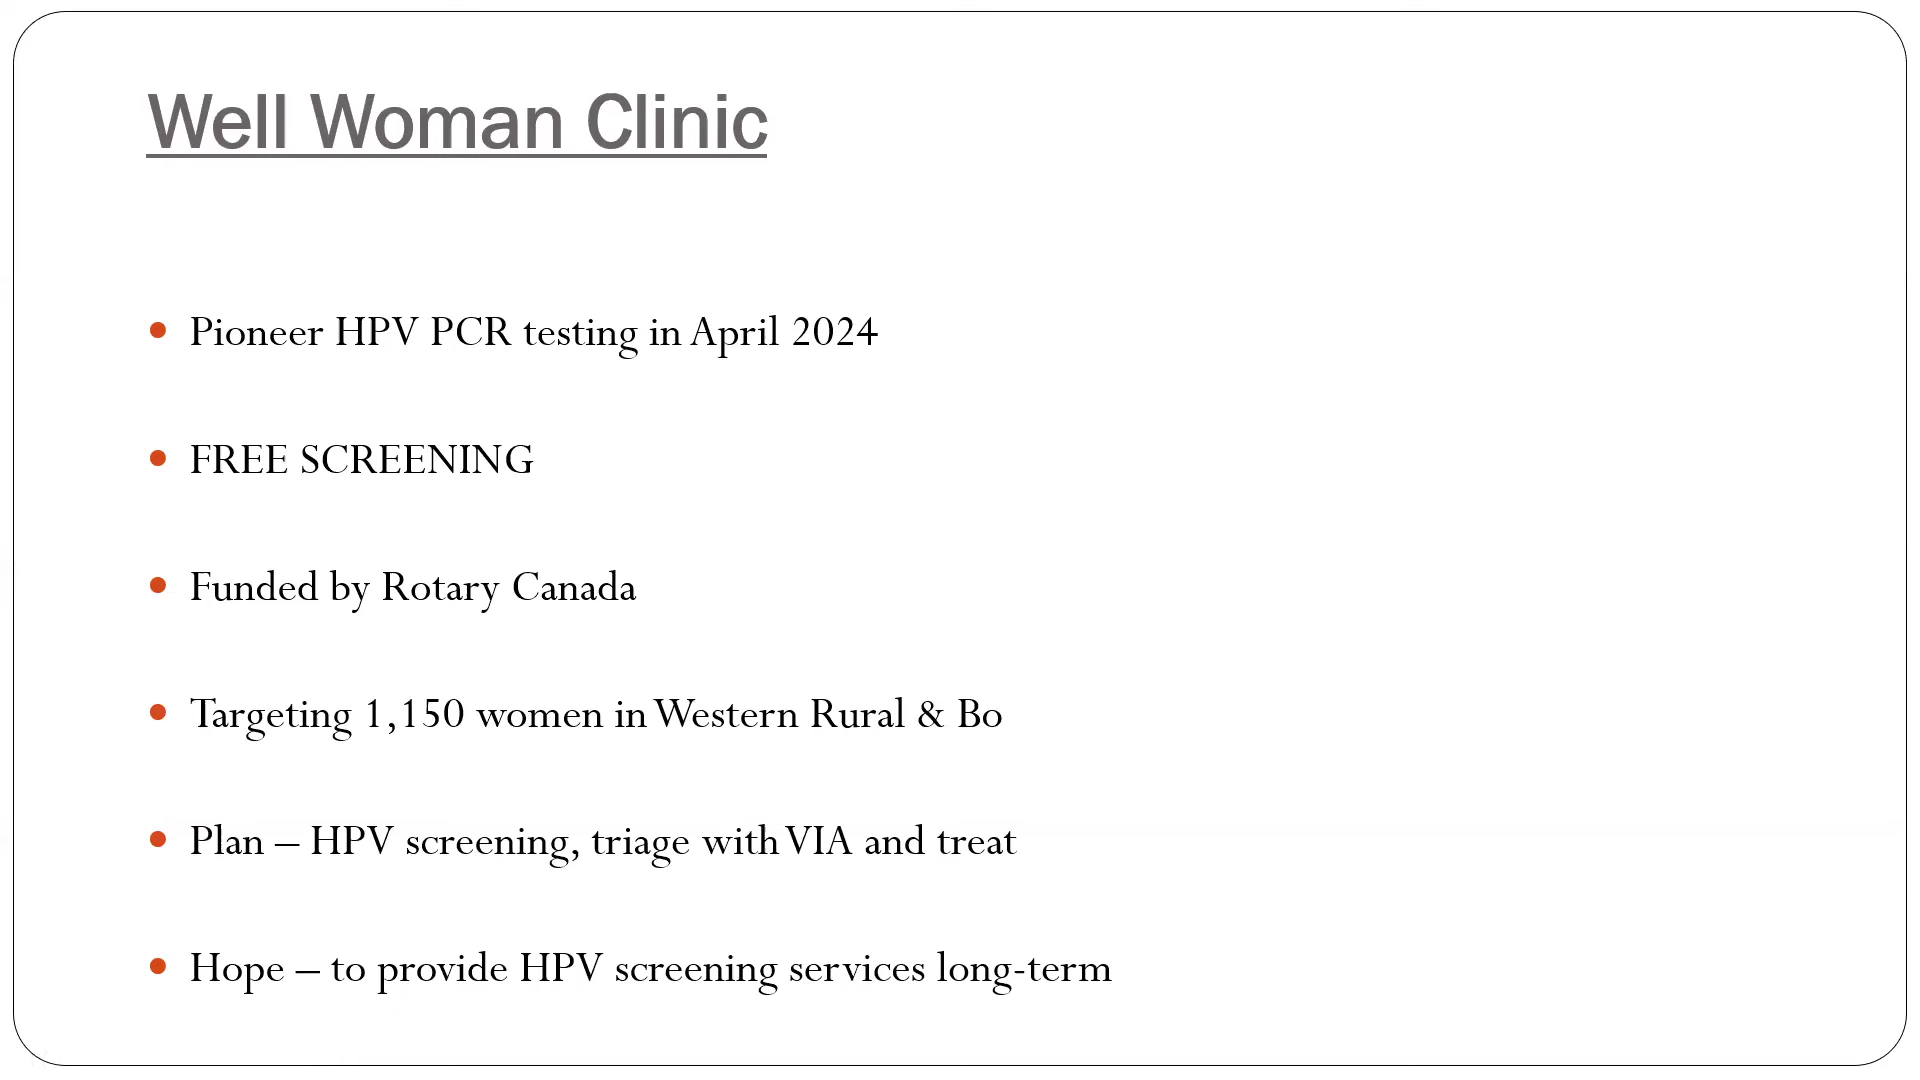 Well Woman Clinic
Pioneer HPV PCR testing in April 2024
FREE SCREENING
Funded by Rotary Canada
Targeting 1,150 women in Western Rural & Bo
Plan – HPV screening, triage with VIA and treat
Hope – to provide HPV screening services long-term